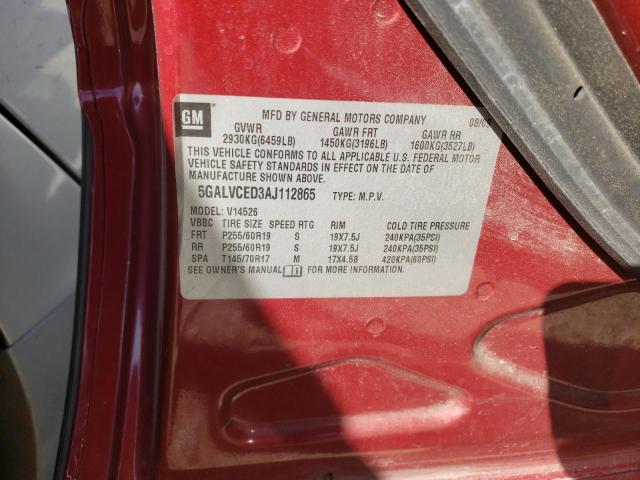 GM
MFD BY GENERAL MOTORS COMPANY 08/09
GVWR GAWR FRT GAWR RR
2930KG(6459LB) 1450KG(3196LB) 1600KG(3527LB)
THIS VEHICLE CONFORMS TO ALL APPLICABLE U.S. FEDERAL MOTOR
VEHICLE SAFETY STANDARDS IN EFFECT ON THE DATE OF
MANUFACTURE SHOWN ABOVE.
5GALVCED3AJ112865 TYPE: M.P.V.
MODEL: V14526
VBBC TIRE SIZE SPEED RTG RIM COLD TIRE PRESSURE
FRT P255/60R19 S 19X7.5J 240KPA(35PSI)
RR P255/60R19 S 19X7.5J 240KPA(35PSI)
SPA T145/70R17 M 17X4.5B 420KPA(60PSI)
SEE OWNER'S MANUAL FOR MORE INFORMATION.